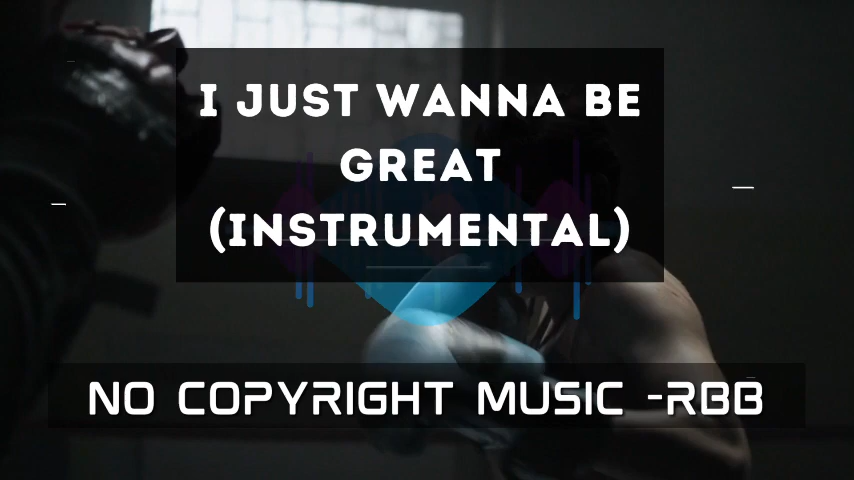 I JUST WANNA BE
GREAT
(INSTRUMENTAL)
NO COPYRIGHT MUSIC -RBB